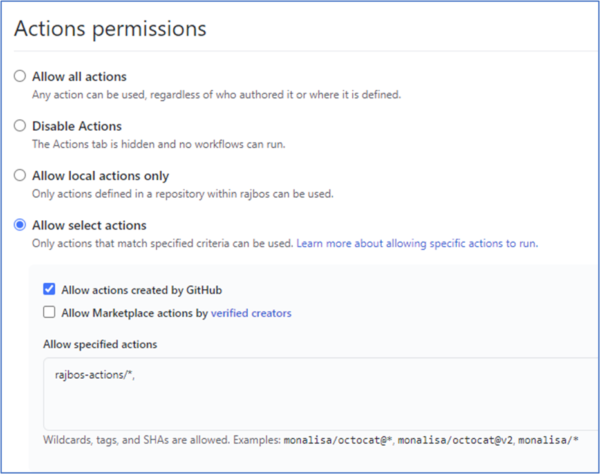 Actions permissions
Allow all actions
Any action can be used, regardless of who authored it or where it is defined.
Disable Actions
The Actions tab is hidden and no workflows can run.
Allow local actions only
Only actions defined in a repository within rajbos can be used.
Allow select actions
Only actions that match specified criteria can be used. Learn more about allowing specific actions to run.
Allow actions created by GitHub
Allow Marketplace actions by verified creators
Allow specified actions
rajbos-actions/*,
Wildcards, tags, and SHAs are allowed. Examples: monalisa/octocat@*, monalisa/octocat@v2, monalisa/*